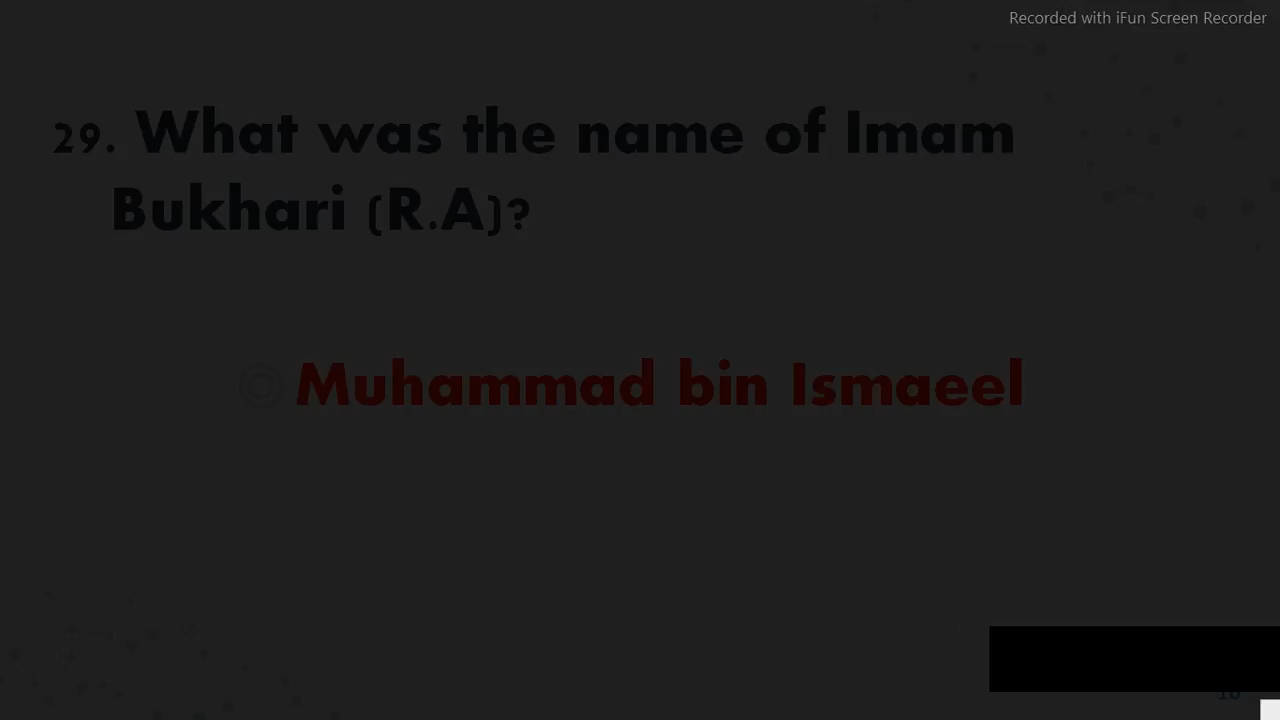 Recorded with iFun Screen Recorder
29. What was the name of Imam
Bukhari (R.A)?
Muhammad bin Ismaeel